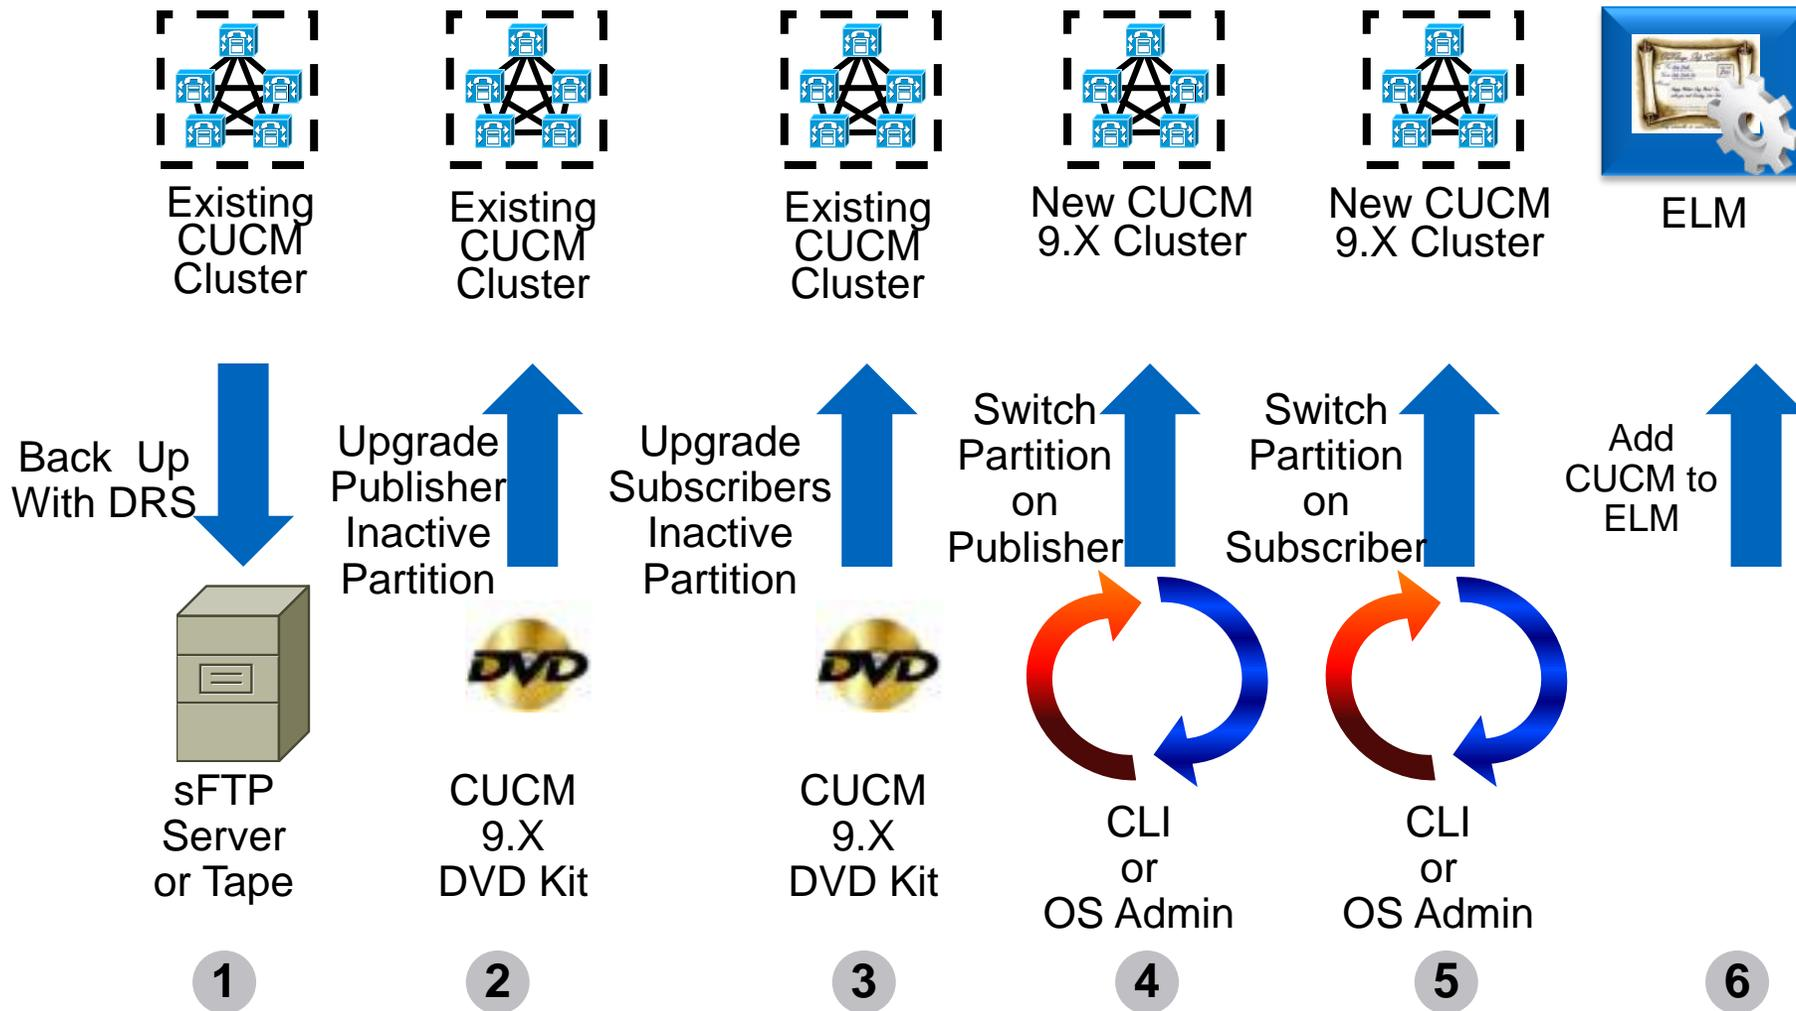 Existing
CUCM
Cluster
Existing
CUCM
Cluster
Existing
CUCM
Cluster
New CUCM
9.X Cluster
New CUCM
9.X Cluster
ELM
Back Up
With DRS
Upgrade
Publisher
Inactive
Partition
Upgrade
Subscribers
Inactive
Partition
Switch
Partition
on
Publisher
Switch
Partition
on
Subscriber
Add
CUCM to
ELM
sFTP
Server
or Tape
DVD
CUCM
9.X
DVD Kit
DVD
CUCM
9.X
DVD Kit
CLI
or
OS Admin
CLI
or
OS Admin
1
2
3
4
5
6